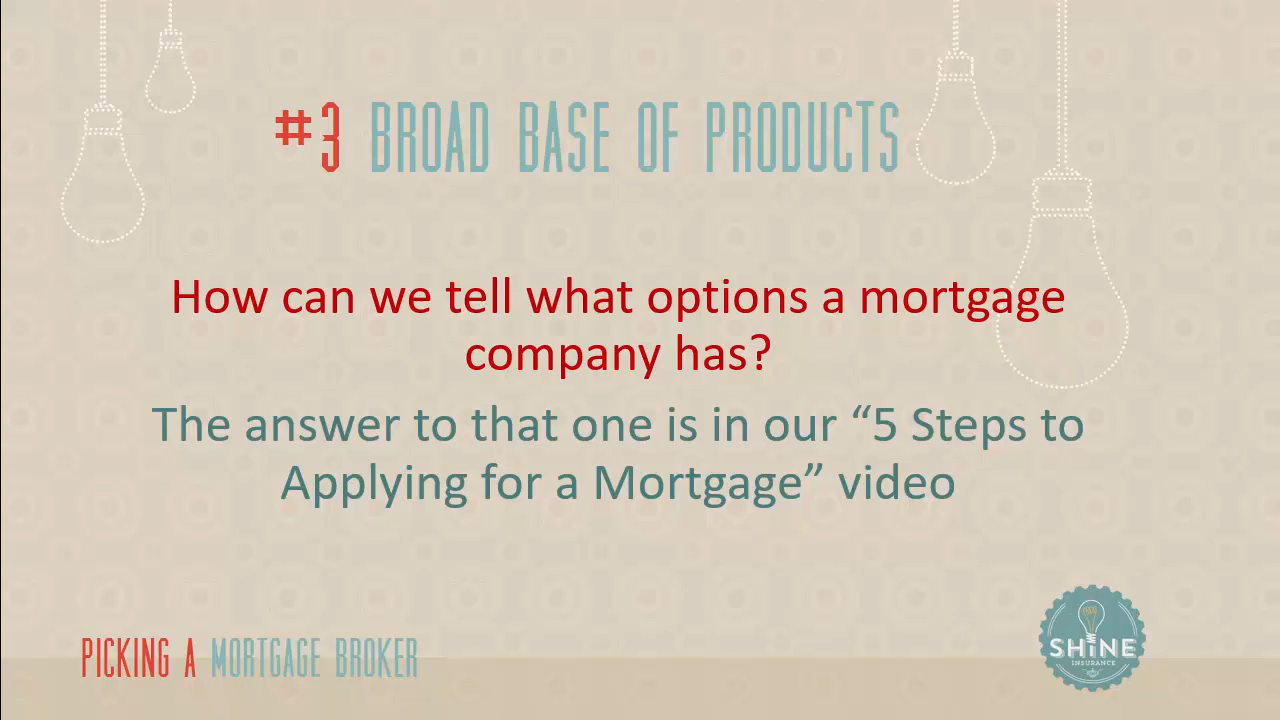 #3 BROAD BASE OF PRODUCTS
How can we tell what options a mortgage
company has?
The answer to that one is in our “5 Steps to
Applying for a Mortgage” video
PICKING A MORTGAGE BROKER
SHiNE
INSURANCE